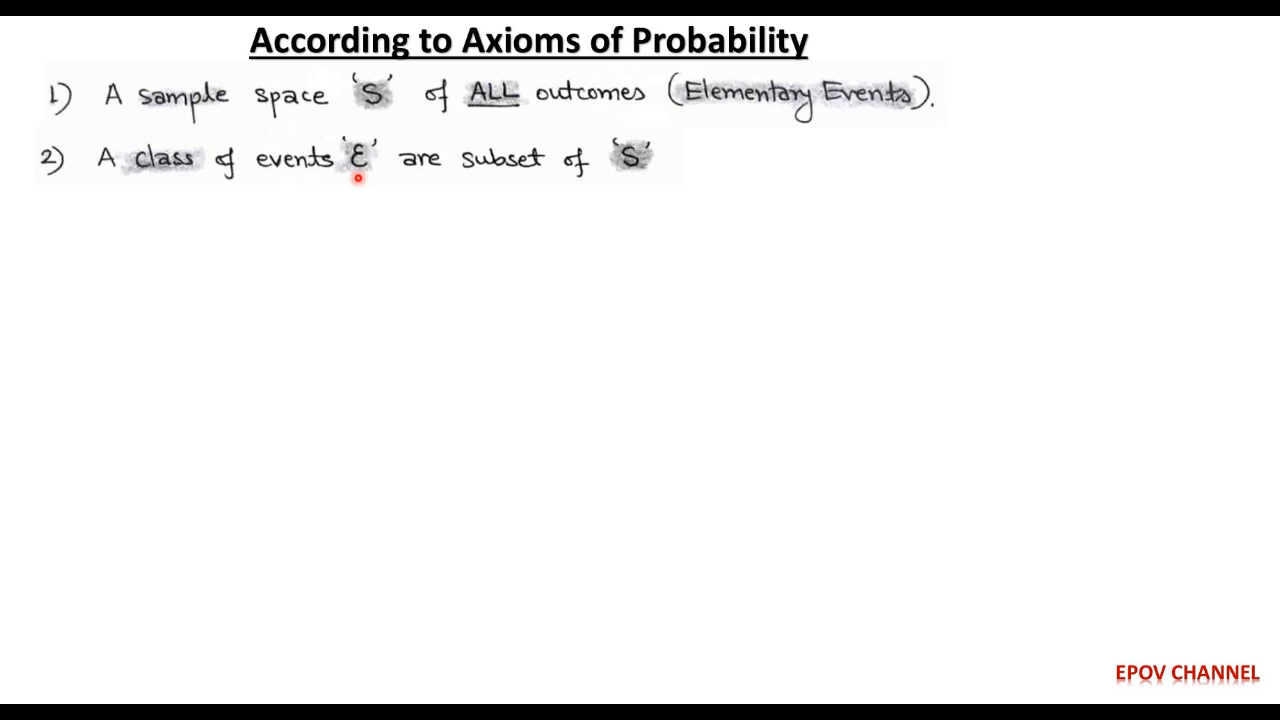 According to Axioms of Probability
1) A sample space 'S' of ALL outcomes (Elementary Events).
2) A class of events 'ε' are subset of 'S'
EPOV CHANNEL